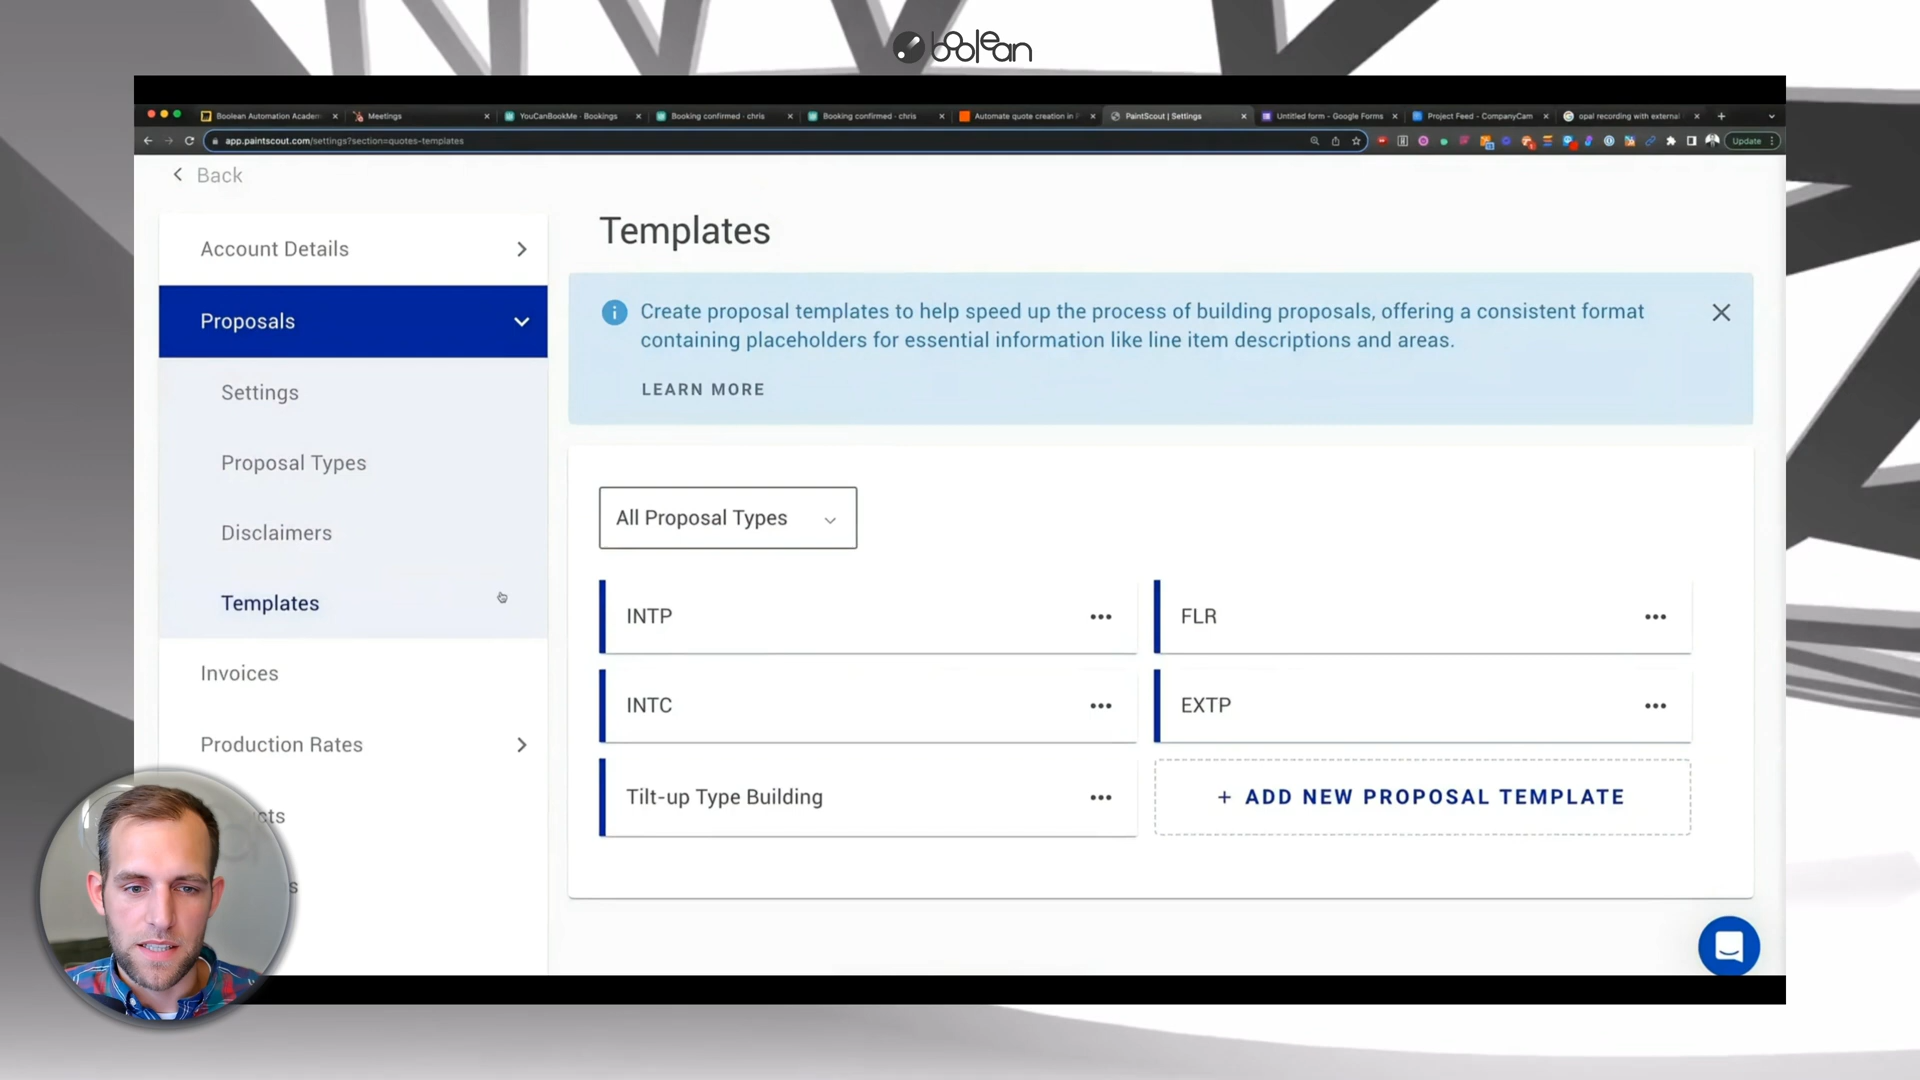 boolean
Boolean Automation Academ
Meetings
YouCanBookMe - Bookings
Booking confirmed - chris
Booking confirmed - chris
Automate quote creation in P
PaintScout | Settings
Untitled form - Google Forms
Project Feed - CompanyCam
opal recording with external
app.paintscout.com/settings?section=quotes-templates
Update
Back
Account Details
Proposals
Settings
Proposal Types
Disclaimers
Templates
Invoices
Production Rates
cts
s
Templates
Create proposal templates to help speed up the process of building proposals, offering a consistent format
containing placeholders for essential information like line item descriptions and areas.
LEARN MORE
All Proposal Types
INTP
FLR
INTC
EXTP
Tilt-up Type Building
+ ADD NEW PROPOSAL TEMPLATE